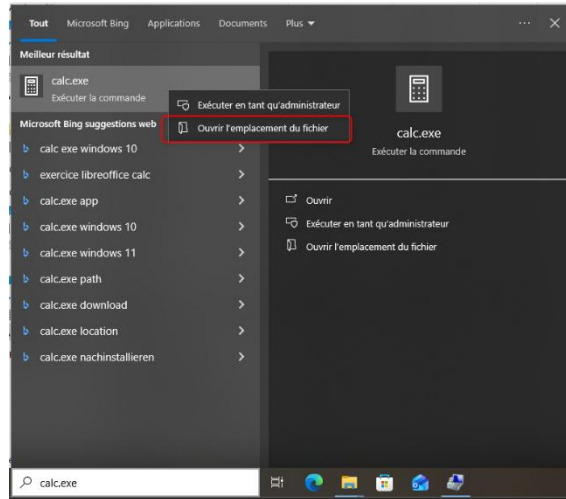 Tout Microsoft Bing Applications Documents Plus
Meilleur résultat
calc.exe
Exécuter la commande
Exécuter en tant qu'administrateur
Ouvrir l'emplacement du fichier
Microsoft Bing suggestions web
calc exe windows 10
exercice libreoffice calc
calc.exe app
calc.exe windows 10
calc.exe windows 11
calc.exe path
calc.exe download
calc.exe location
calc.exe nachinstallieren
calc.exe
Exécuter la commande
Ouvrir
Exécuter en tant qu'administrateur
Ouvrir l'emplacement du fichier
calc.exe